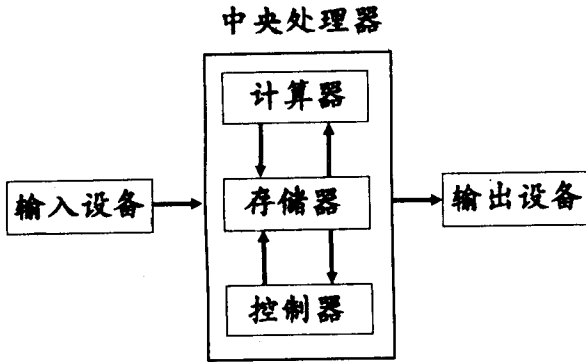 中央处理器
计算器
输入设备
存储器
输出设备
控制器